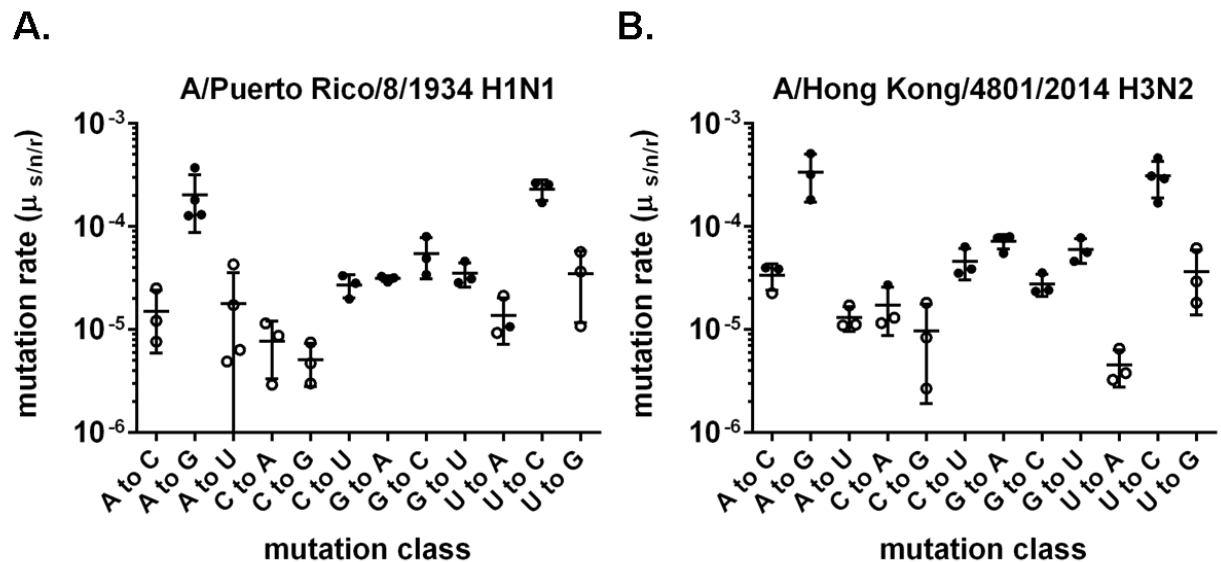 A.
A/Puerto Rico/8/1934 H1N1
mutation rate (μ s/n/r)
10-3
10-4
10-5
10-6
A to C
A to G
A to U
C to A
C to G
C to U
G to A
G to C
G to U
U to A
U to C
U to G
mutation class
B.
A/Hong Kong/4801/2014 H3N2
mutation rate (μ s/n/r)
10-3
10-4
10-5
10-6
A to C
A to G
A to U
C to A
C to G
C to U
G to A
G to C
G to U
U to A
U to C
U to G
mutation class